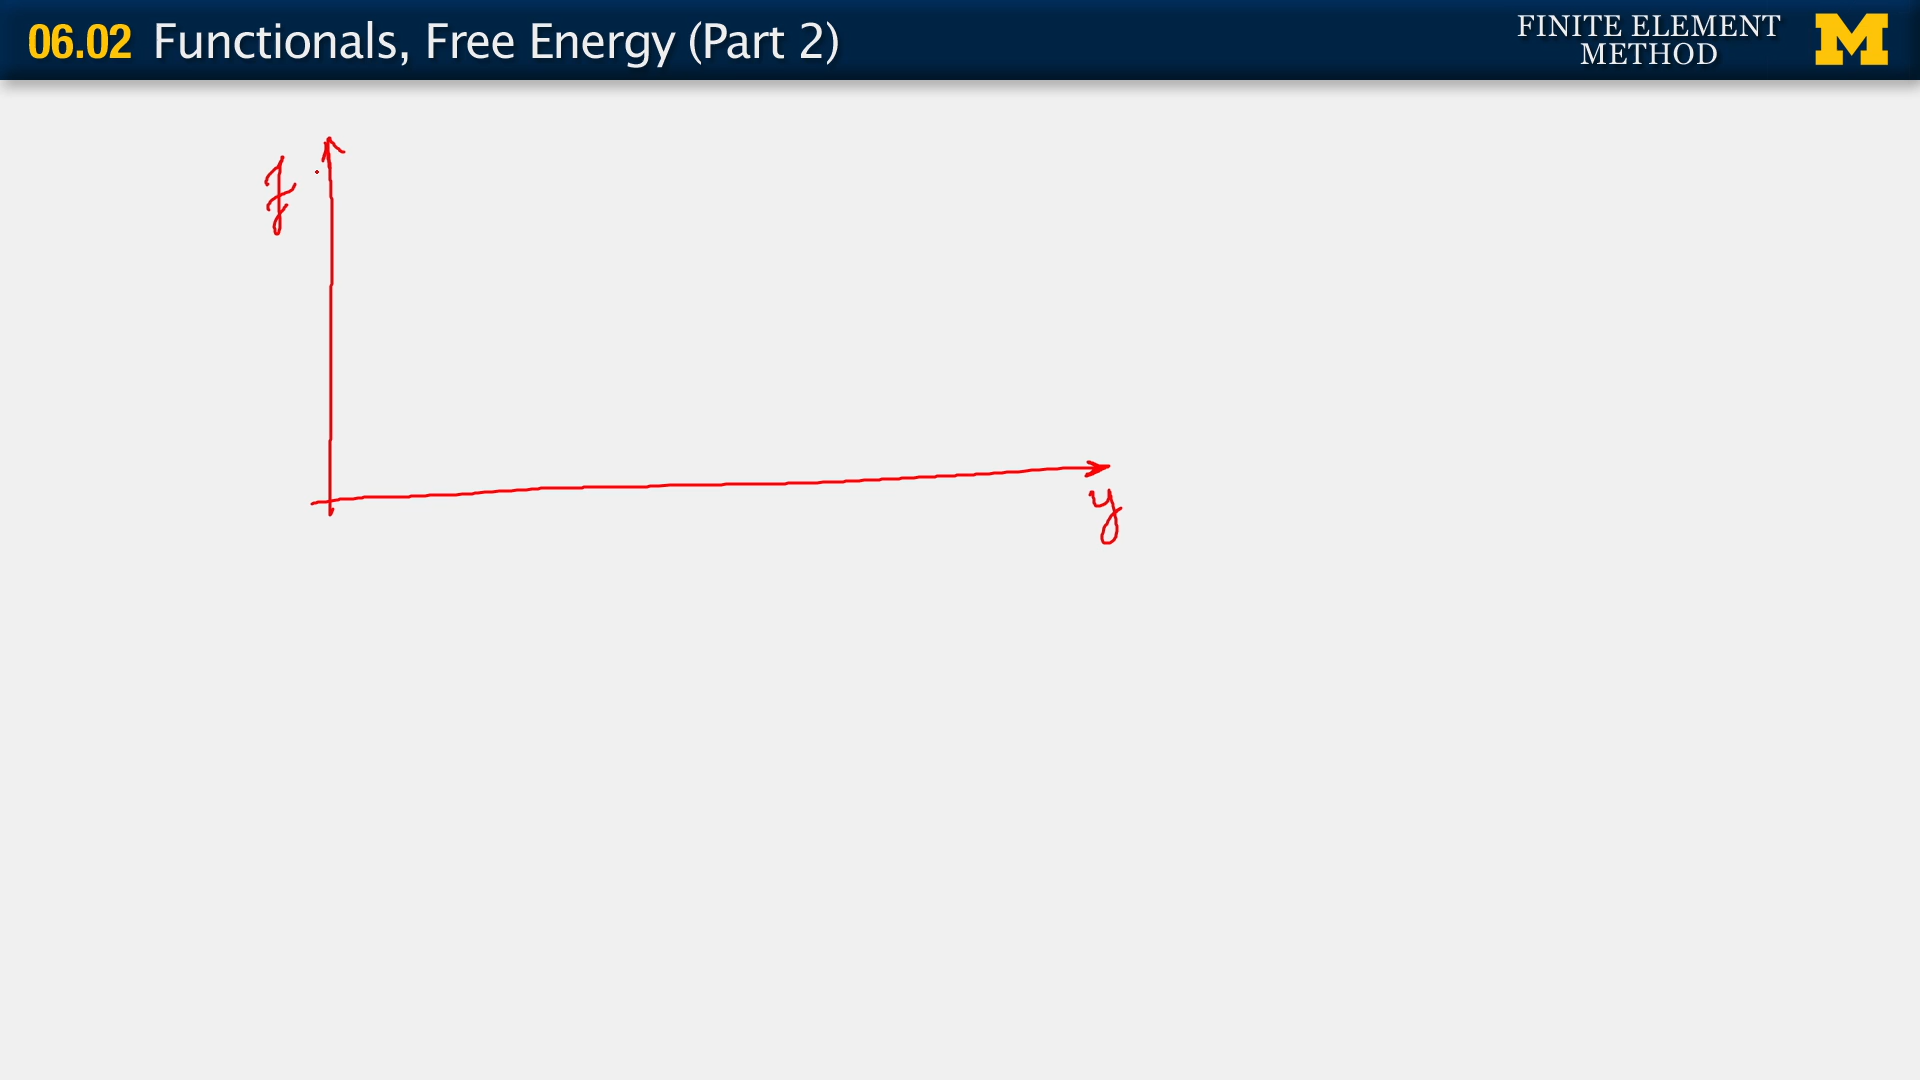 06.02 Functionals, Free Energy (Part 2)
FINITE ELEMENT
METHOD
M
y